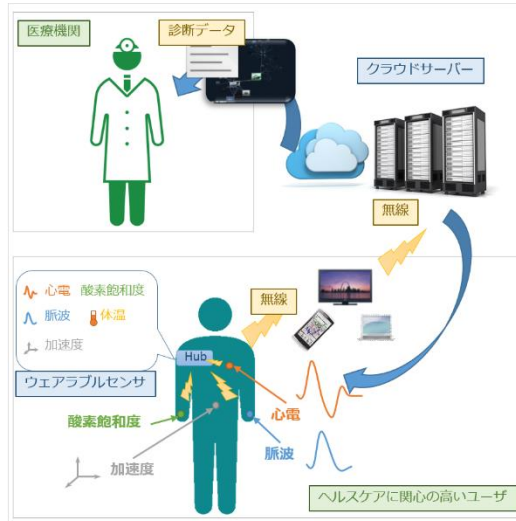 医療機関
診断データ
クラウドサーバー
無線
心電 酸素飽和度
脈波 体温
加速度
ウェアラブルセンサ
無線
Hub
心電
酸素飽和度
加速度
脈波
ヘルスケアに関心の高いユーザ